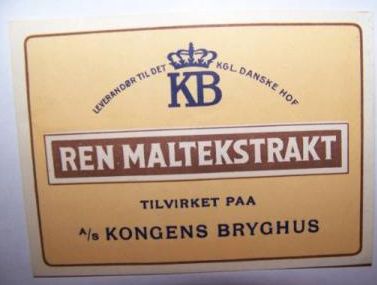 LEVERANDØR TIL DET KGL. DANSKE HOF
KB
REN MALTEKSTRAKT
TILVIRKET PAA
A/S KONGENS BRYGHUS